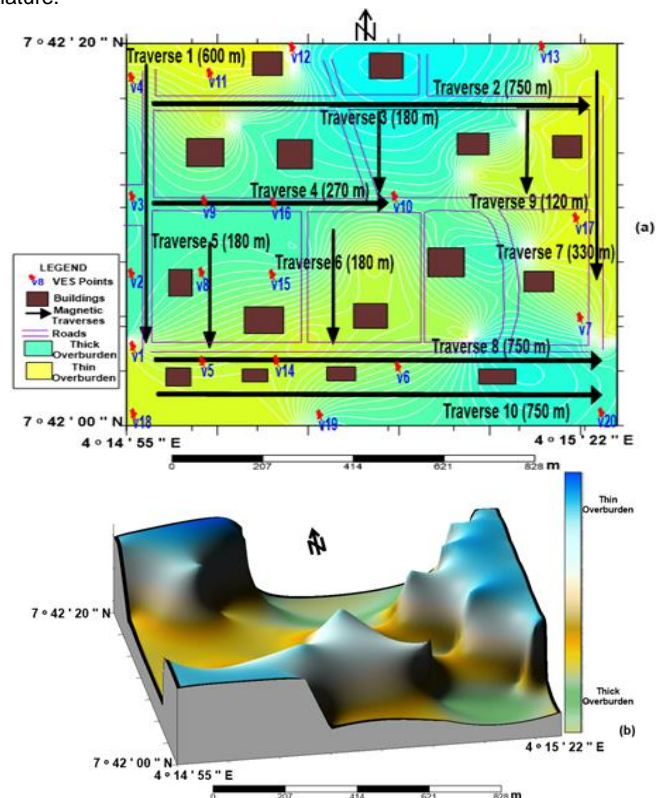 nature.
N
7 o 42 ' 20 " N
Traverse 1 (600 m)
v12
v13
v4
v11
Traverse 2 (750 m)
Traverse 3 (180 m)
Traverse 4 (270 m)
v3
v9
v16
v10
Traverse 9 (120 m)
v17
(a)
Traverse 5 (180 m)
Traverse 6 (180 m)
Traverse 7 (330 m)
LEGEND
v8 VES Points
Buildings
Magnetic
Traverses
Roads
Thick
Overburden
Thin
Overburden
v2
v8
v15
v7
v1
Traverse 8 (750 m)
v5
v14
v6
Traverse 10 (750 m)
v18
v19
v20
7 o 42 ' 00 " N
4 o 14 ' 55 '' E
4 o 15 ' 22 '' E
0 207 414 621 828 m
N
Thin
Overburden
7 o 42 ' 20 '' N
Thick
Overburden
(b)
7 o 42 ' 00 '' N
4 o 15 ' 22 '' E
4 o 14 ' 55 '' E
0 207 414 621 828 m